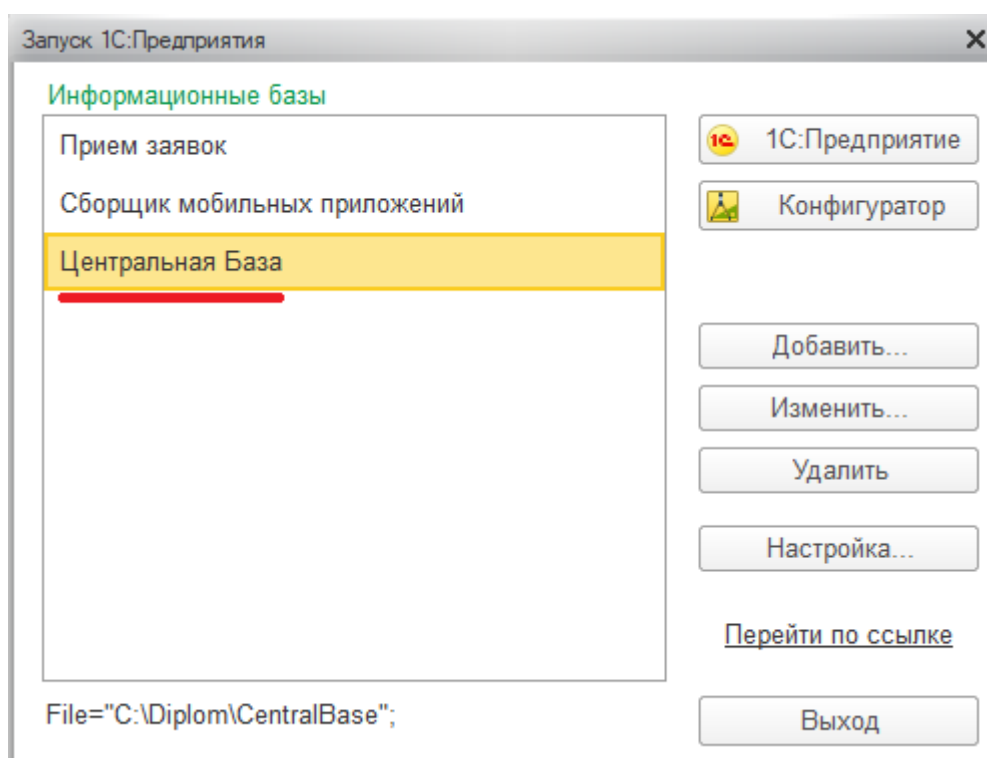 Запуск 1С:Предприятия
Информационные базы
Прием заявок
Сборщик мобильных приложений
Центральная База
1С:Предприятие
Конфигуратор
Добавить...
Изменить...
Удалить
Настройка...
Перейти по ссылке
File="C:\Diplom\CentralBase";
Выход